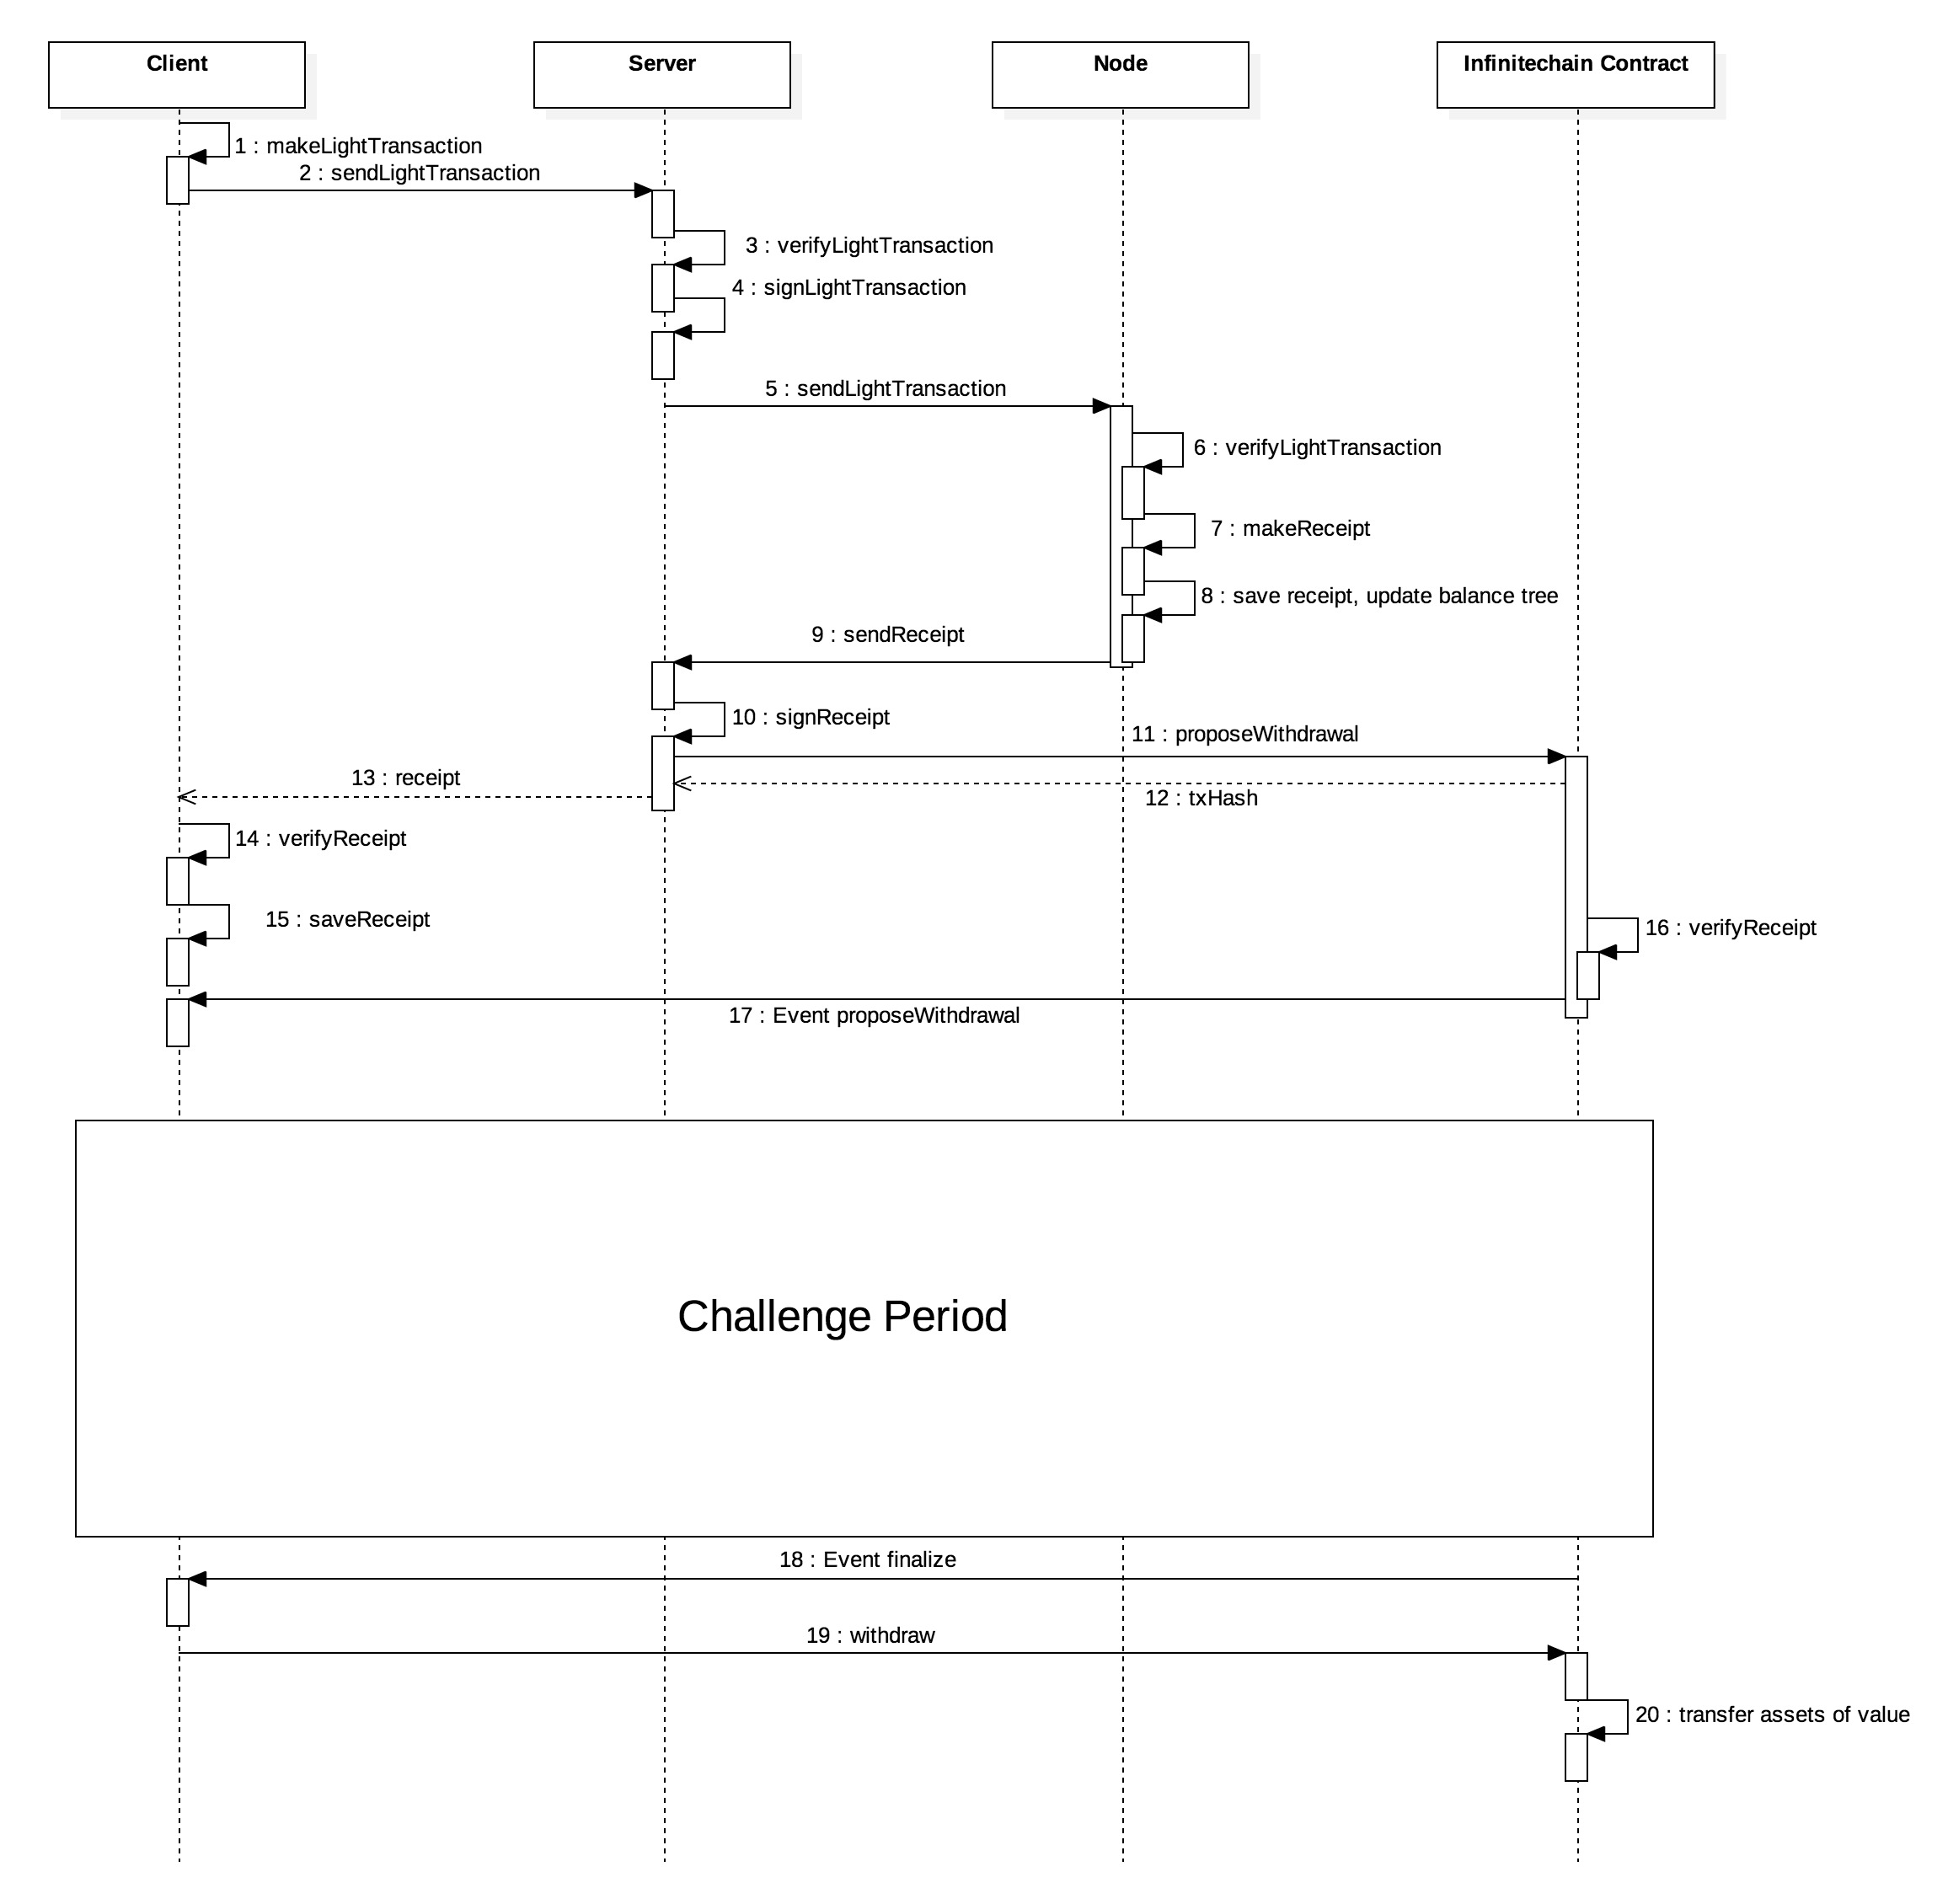 Client
Server
Node
Infinitechain Contract
1 : makeLightTransaction
2 : sendLightTransaction
3 : verifyLightTransaction
4 : signLightTransaction
5 : sendLightTransaction
6 : verifyLightTransaction
7 : makeReceipt
8 : save receipt, update balance tree
9 : sendReceipt
10 : signReceipt
11 : proposeWithdrawal
12 : txHash
13 : receipt
14 : verifyReceipt
15 : saveReceipt
16 : verifyReceipt
17 : Event proposeWithdrawal
Challenge Period
18 : Event finalize
19 : withdraw
20 : transfer assets of value